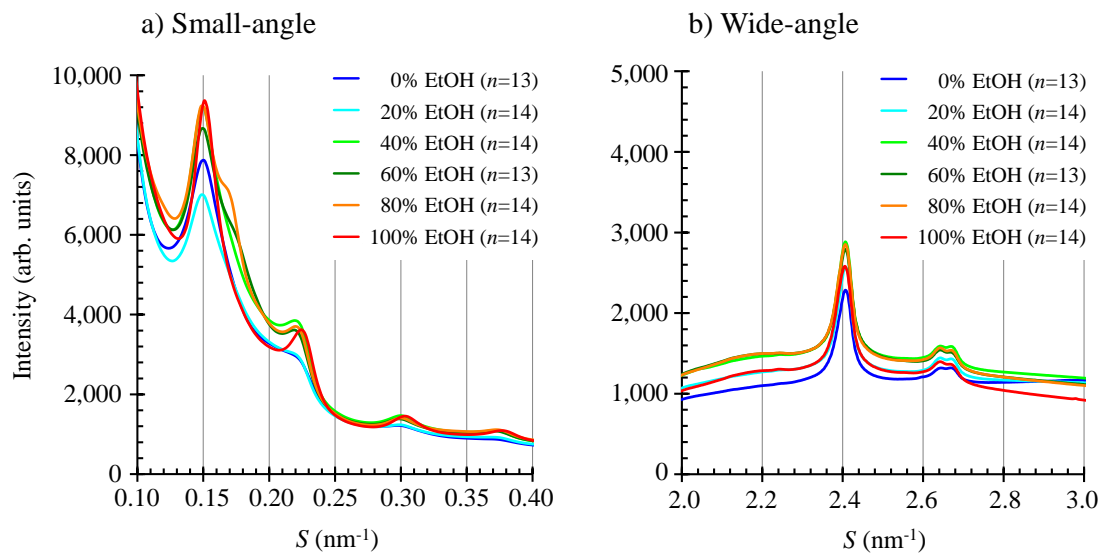 a) Small-angle
b) Wide-angle
Intensity (arb. units)
10,000
8,000
6,000
4,000
2,000
0
0% EtOH (n=13)
20% EtOH (n=14)
40% EtOH (n=14)
60% EtOH (n=13)
80% EtOH (n=14)
100% EtOH (n=14)
0.10 0.15 0.20 0.25 0.30 0.35 0.40
S (nm⁻¹)
5,000
4,000
3,000
2,000
1,000
0
0% EtOH (n=13)
20% EtOH (n=14)
40% EtOH (n=14)
60% EtOH (n=13)
80% EtOH (n=14)
100% EtOH (n=14)
2.0 2.2 2.4 2.6 2.8 3.0
S (nm⁻¹)